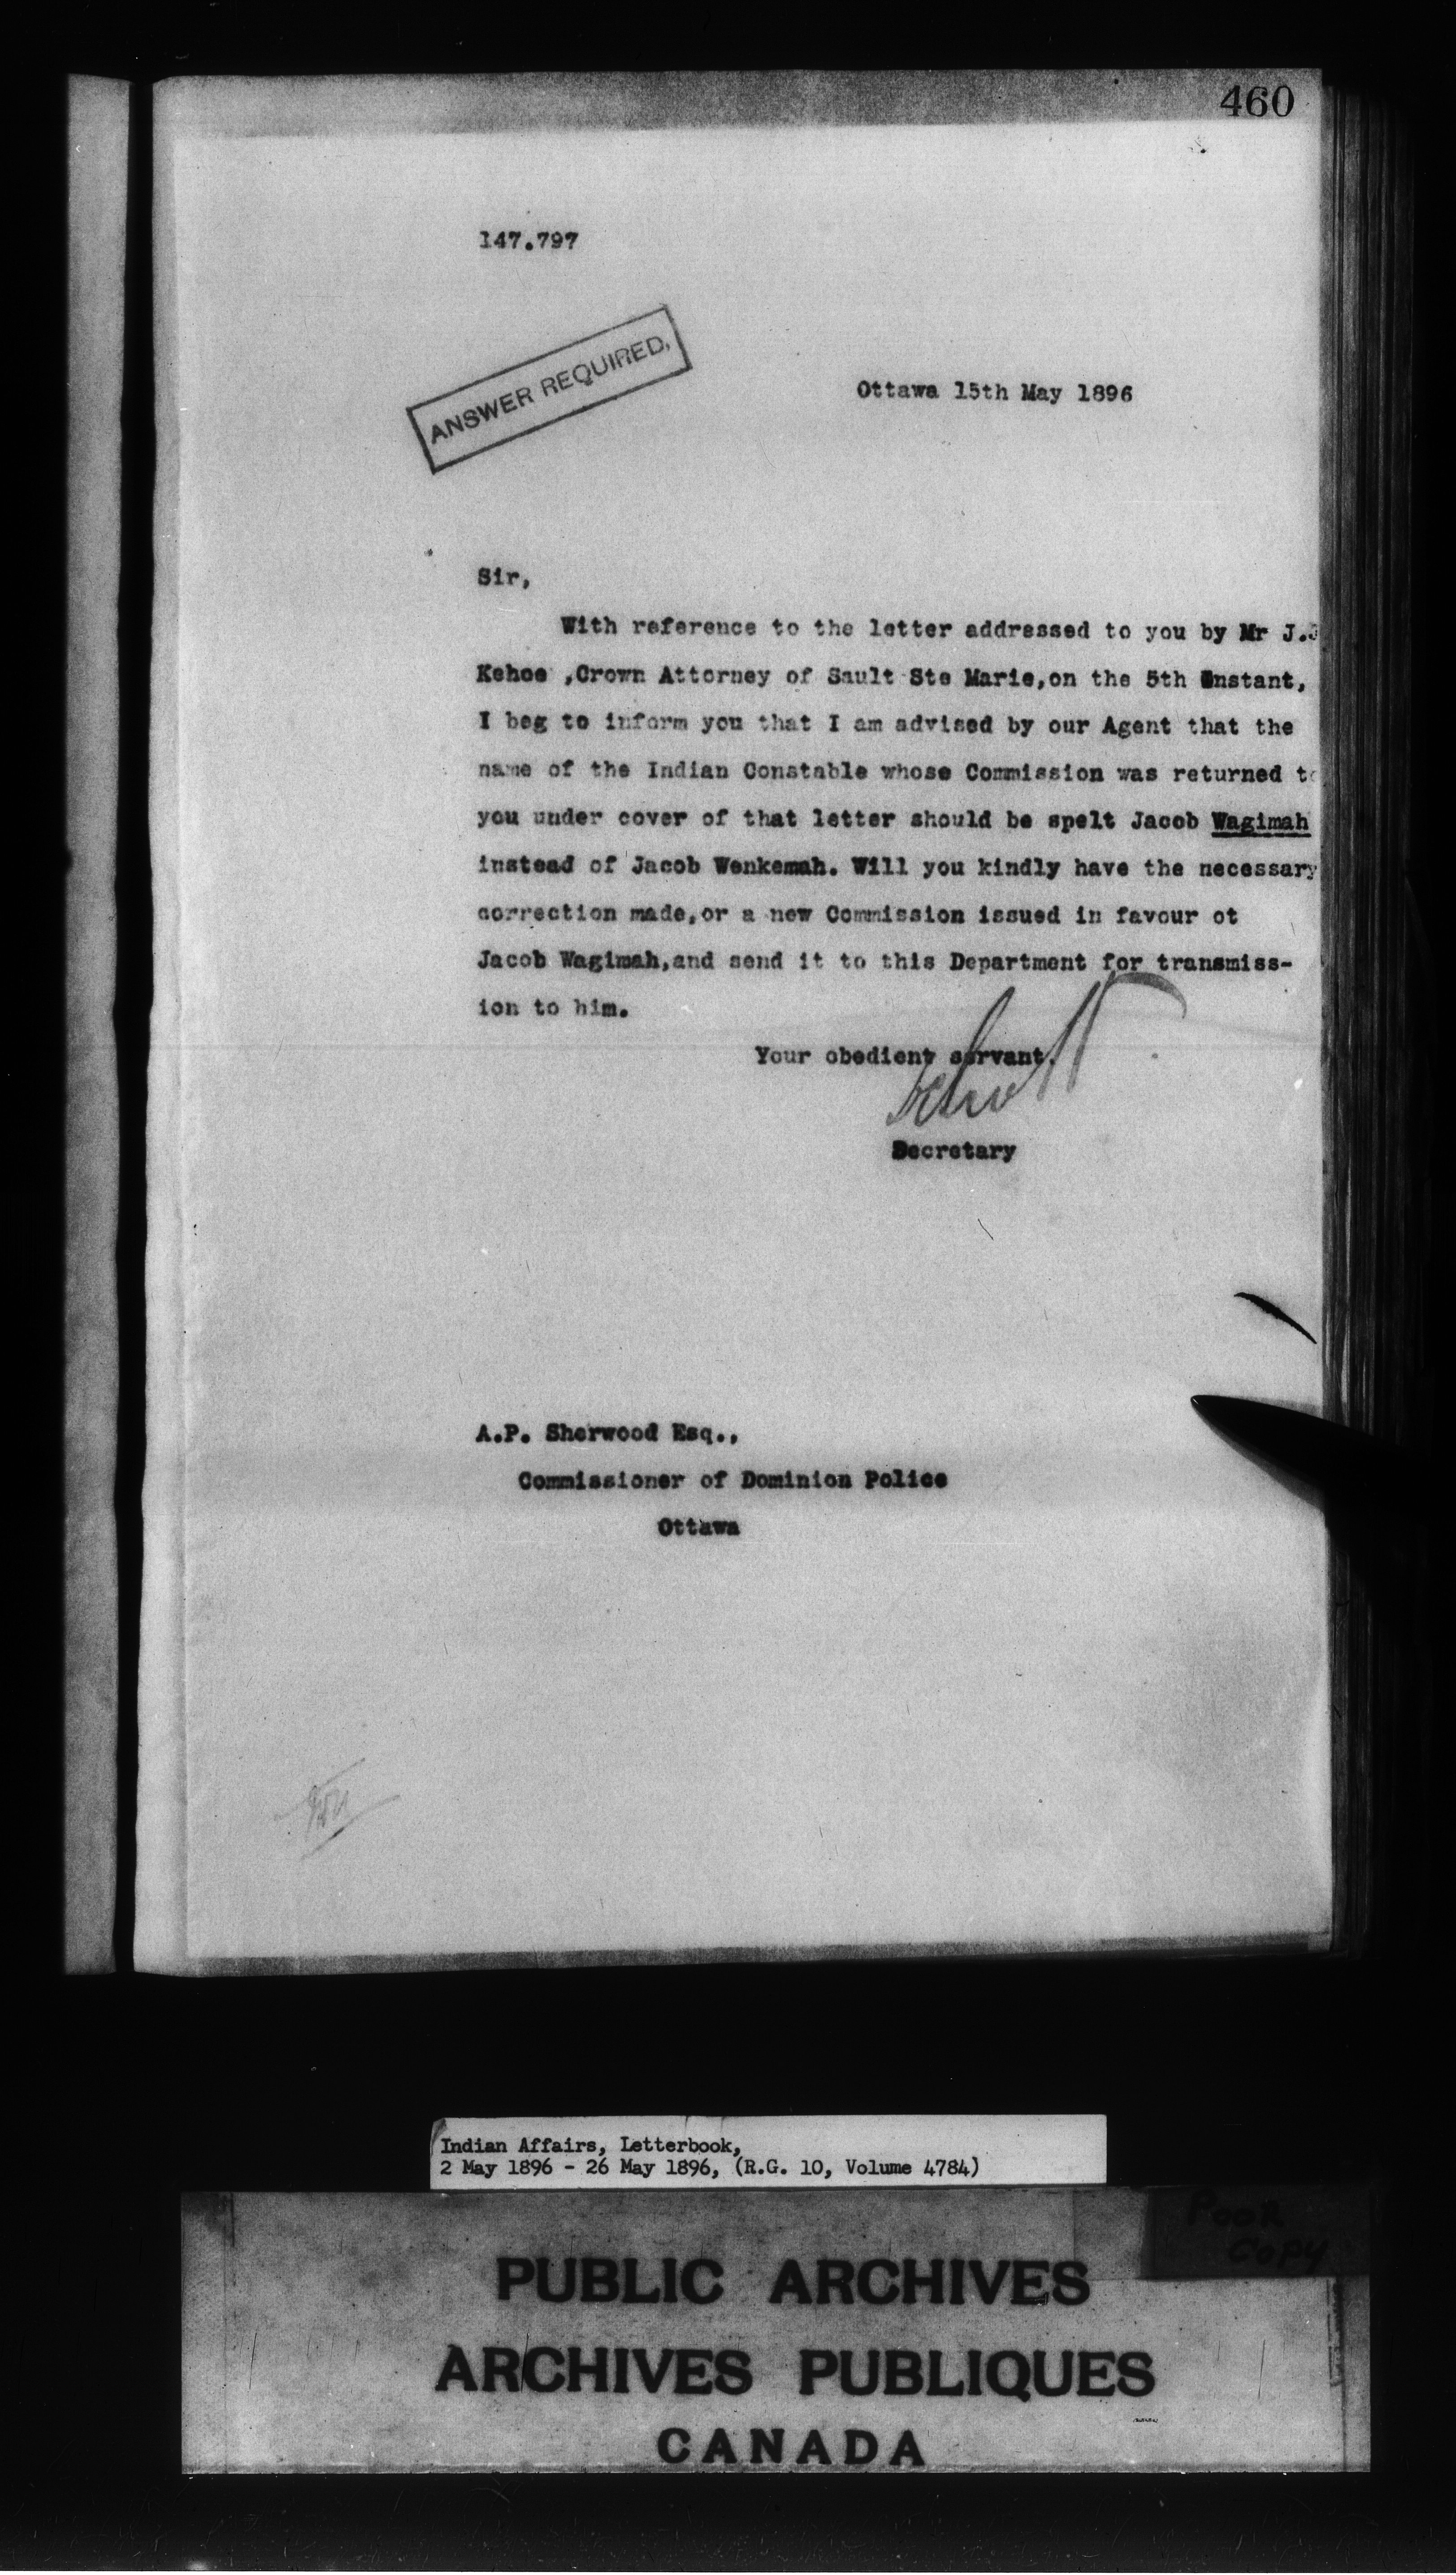 460
147.797
ANSWER REQUIRED.
Ottawa 15th May 1896
Sir,
With reference to the letter addressed to you by Mr J.J
Kehoe ,Crown Attorney of Sault Ste Marie,on the 5th Instant,
I beg to inform you that I am advised by our Agent that the
name of the Indian Constable whose Commission was returned to
you under cover of that letter should be spelt Jacob Wagimah
instead of Jacob Wenkemah. Will you kindly have the necessary
correction made,or a new Commission issued in favour ot
Jacob Wagimah,and send it to this Department for transmiss-
ion to him.
Your obedient servant,
Secretary
A.P. Sherwood Esq.,
Commissioner of Dominion Police
Ottawa
Indian Affairs, Letterbook,
2 May 1896 - 26 May 1896, (R.G. 10, Volume 4784)
POOR
COPY
PUBLIC ARCHIVES
ARCHIVES PUBLIQUES
CANADA